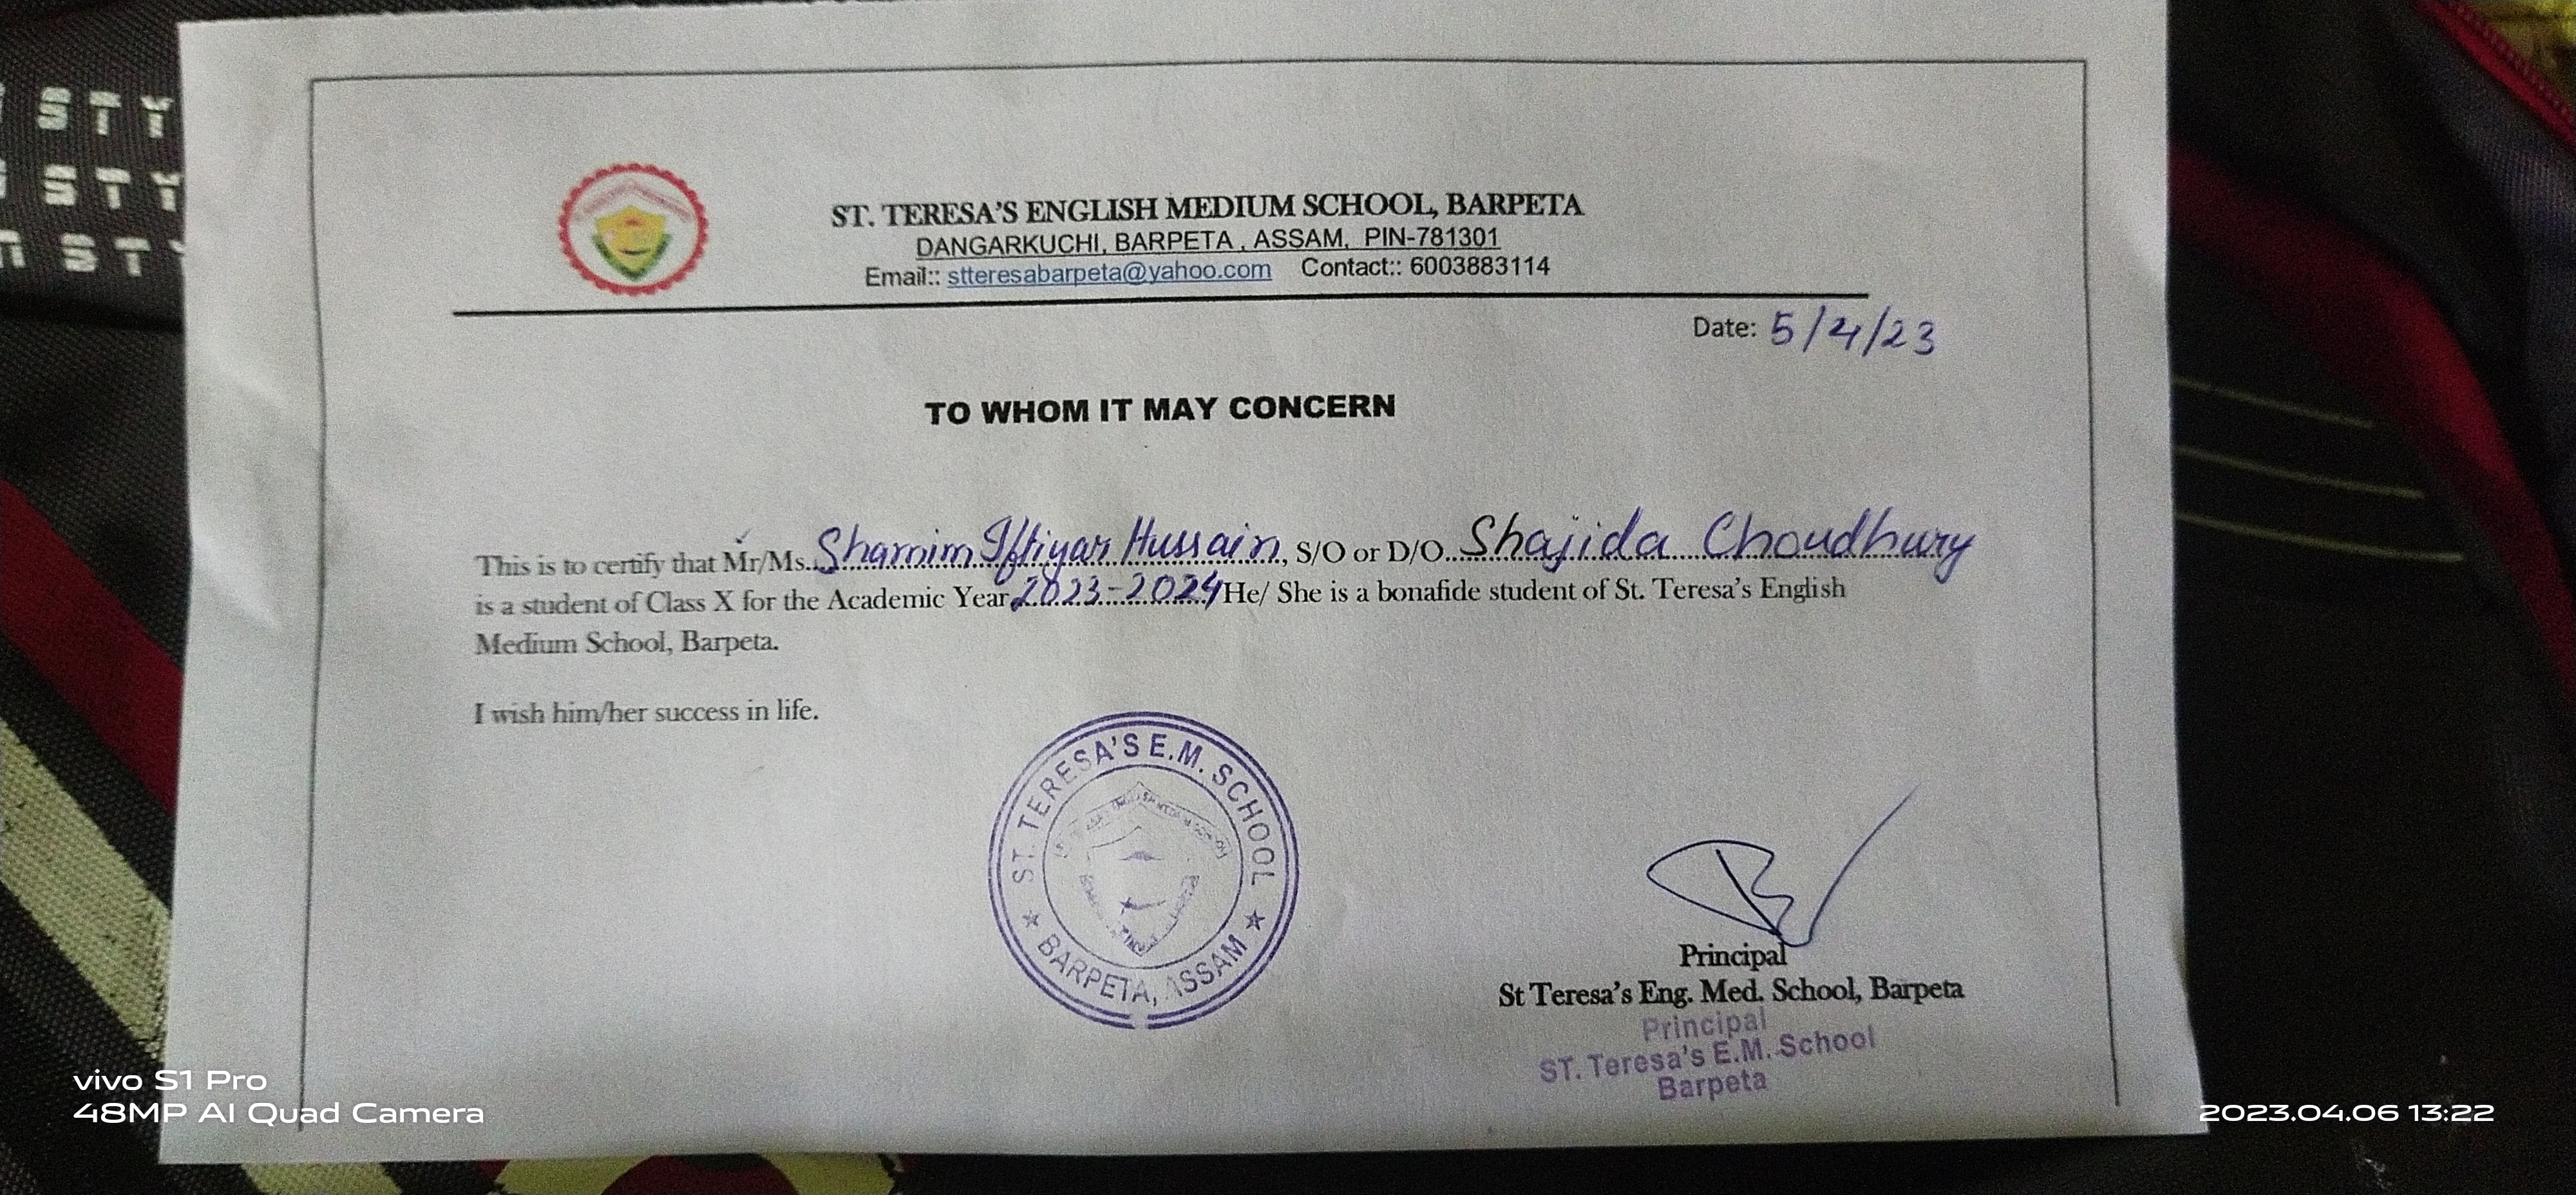 STY
STY
STY
ST. TERESA'S ENGLISH MEDIUM SCHOOL, BARPETA
DANGARKUCHI, BARPETA , ASSAM,  PIN-781301
Email:: stteresabarpeta@yahoo.com Contact:: 6003883114
Date: 5/4/23
TO WHOM IT MAY CONCERN
This is to certify that Mr/Ms. Shamim Iftiyar Hussain, S/O or D/O. Shajida Choudhury
is a student of Class X for the Academic Year 2023-2024 He/ She is a bonafide student of St. Teresa's English
Medium School, Barpeta.
I wish him/her success in life.
ST. TERESA'S E.M. SCHOOL
★ BARPETA, ASSAM ★
Principal
St Teresa's Eng. Med. School, Barpeta
Principal
ST. Teresa's E.M. School
Barpeta
vivo S1 Pro
48MP AI Quad Camera
2023.04.06 13:22